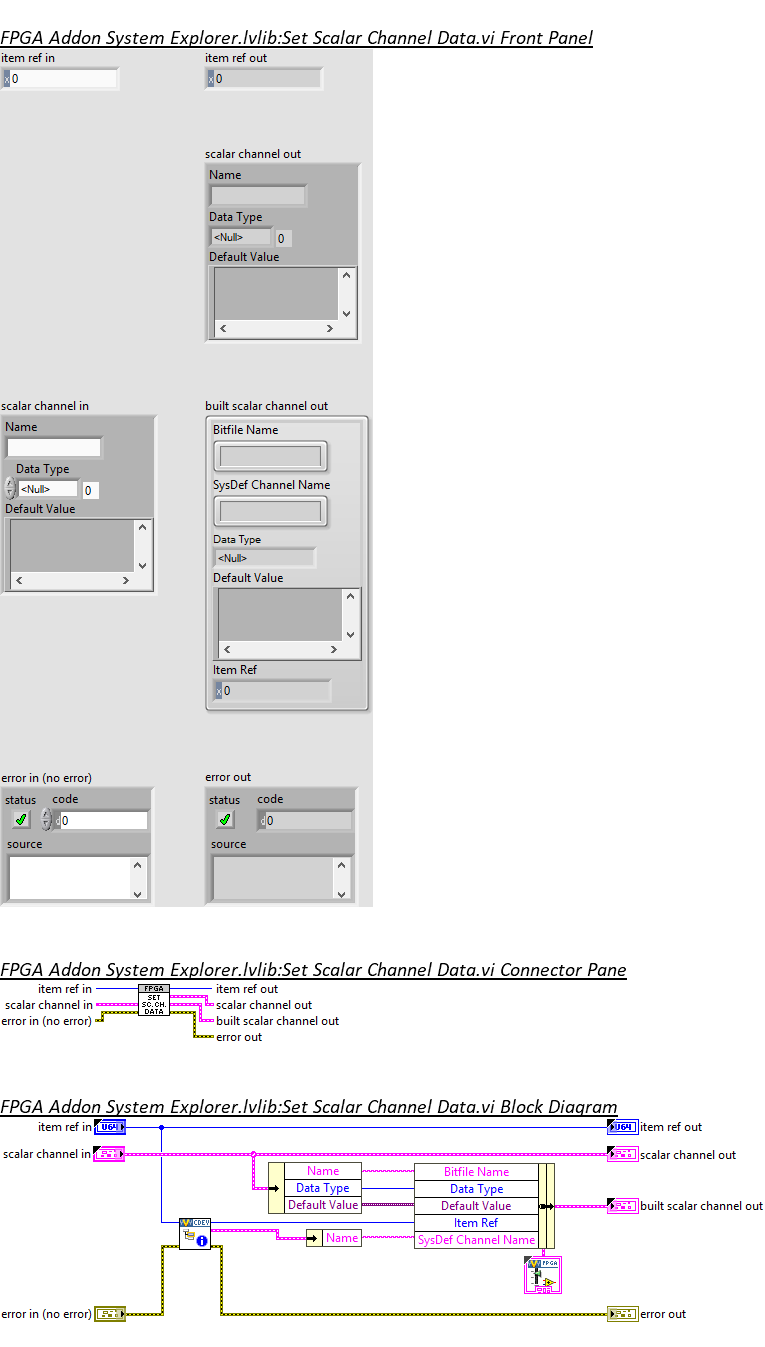 FPGA Addon System Explorer.lvlib:Set Scalar Channel Data.vi Front Panel
item ref in
item ref out
x 0
x 0
scalar channel out
Name
Data Type
<Null> 0
Default Value
scalar channel in
built scalar channel out
Name
Bitfile Name
Data Type
<Null> 0
SysDef Channel Name
Default Value
Data Type
<Null>
Default Value
Item Ref
x 0
error in (no error)
error out
status code
status code
d 0
d 0
source
source
FPGA Addon System Explorer.lvlib:Set Scalar Channel Data.vi Connector Pane
item ref in
FPGA
item ref out
scalar channel in
SET
SC.CH.
DATA
scalar channel out
error in (no error)
built scalar channel out
error out
FPGA Addon System Explorer.lvlib:Set Scalar Channel Data.vi Block Diagram
item ref in
U64
U64
item ref out
scalar channel in
scalar channel out
Name
Bitfile Name
Data Type
Data Type
Default Value
Default Value
built scalar channel out
CDEV
Item Ref
Name
SysDef Channel Name
FPGA
error in (no error)
error out